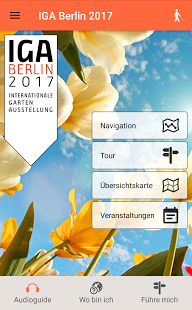 IGA Berlin 2017
IGA
BERLIN
2017
INTERNATIONALE
GARTEN
AUSSTELLUNG
Navigation
Tour
Übersichtskarte
Veranstaltungen
Audioguide
Wo bin ich
Führe mich